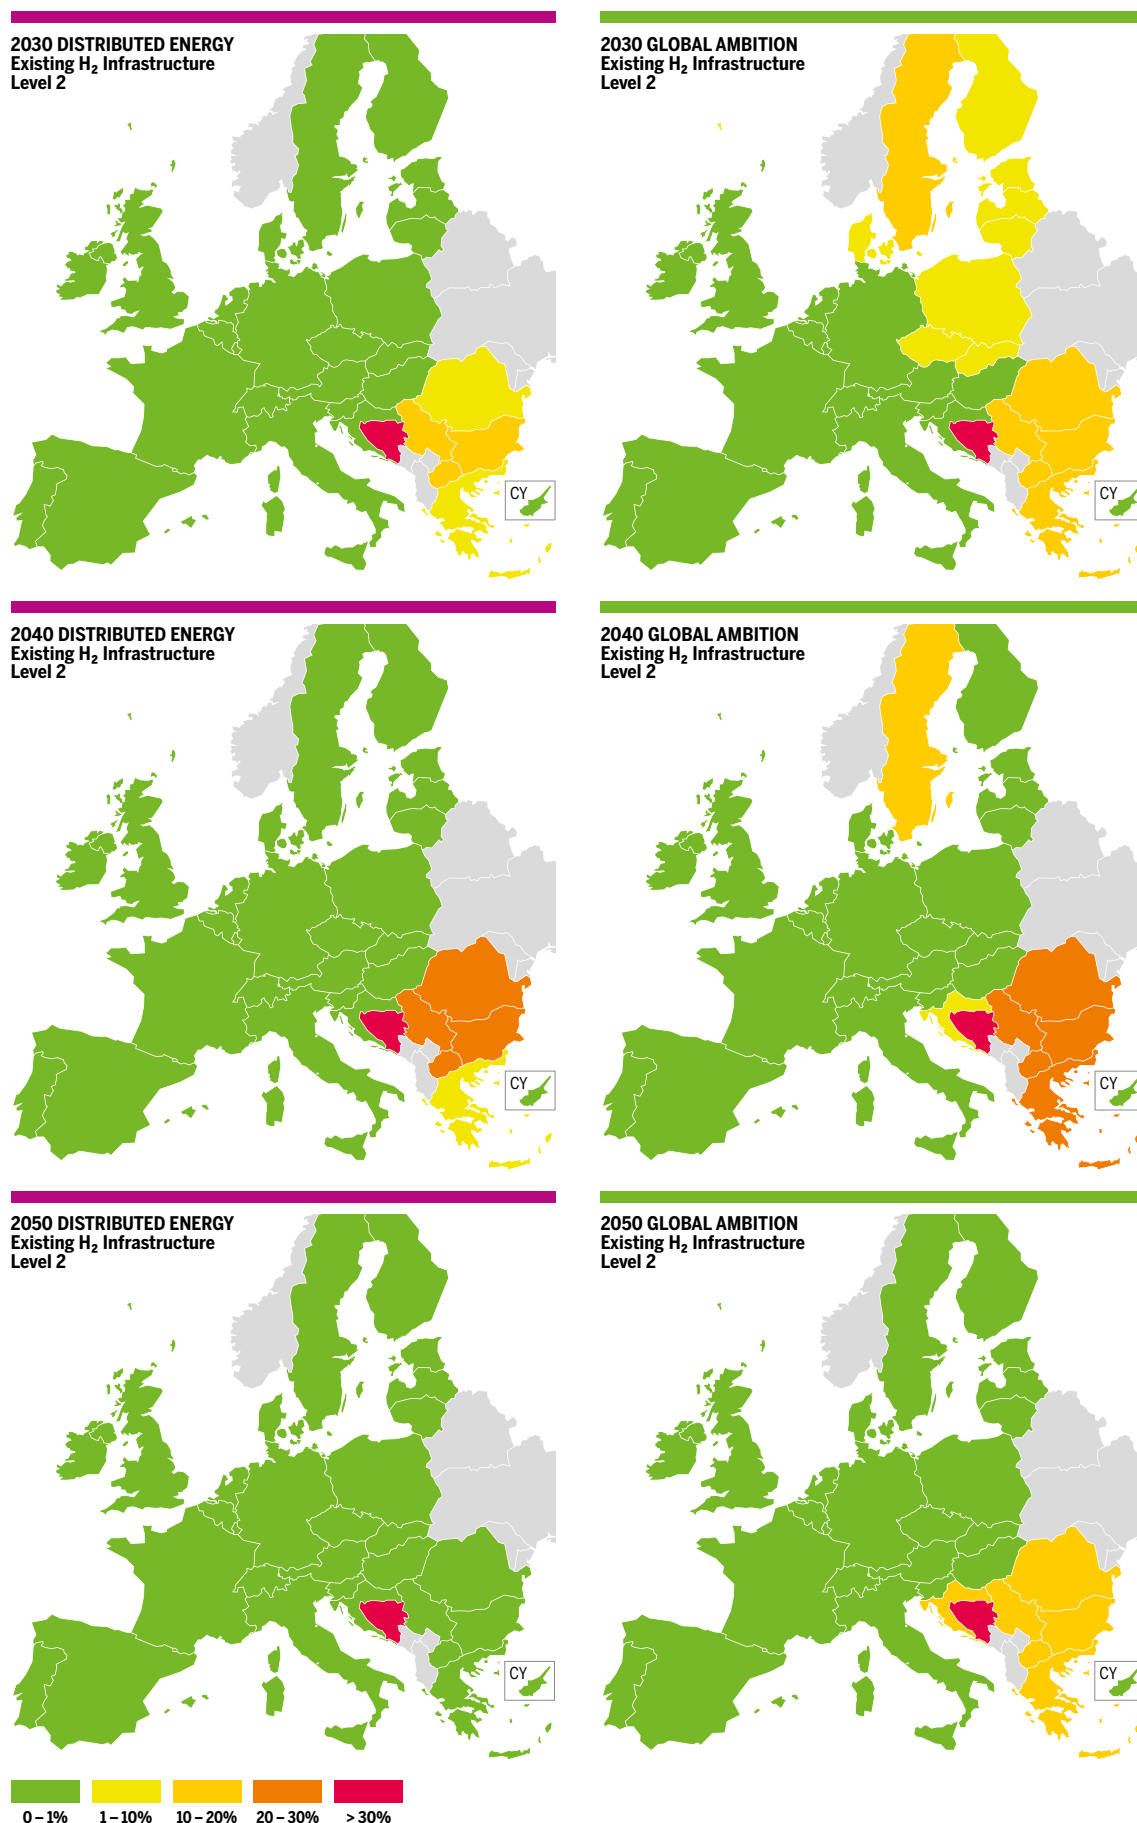 2030 DISTRIBUTED ENERGY
Existing H₂ Infrastructure
Level 2
CY
2030 GLOBAL AMBITION
Existing H₂ Infrastructure
Level 2
CY
2040 DISTRIBUTED ENERGY
Existing H₂ Infrastructure
Level 2
CY
2040 GLOBAL AMBITION
Existing H₂ Infrastructure
Level 2
CY
2050 DISTRIBUTED ENERGY
Existing H₂ Infrastructure
Level 2
CY
2050 GLOBAL AMBITION
Existing H₂ Infrastructure
Level 2
CY
0 – 1% 1 – 10% 10 – 20% 20 – 30% > 30%